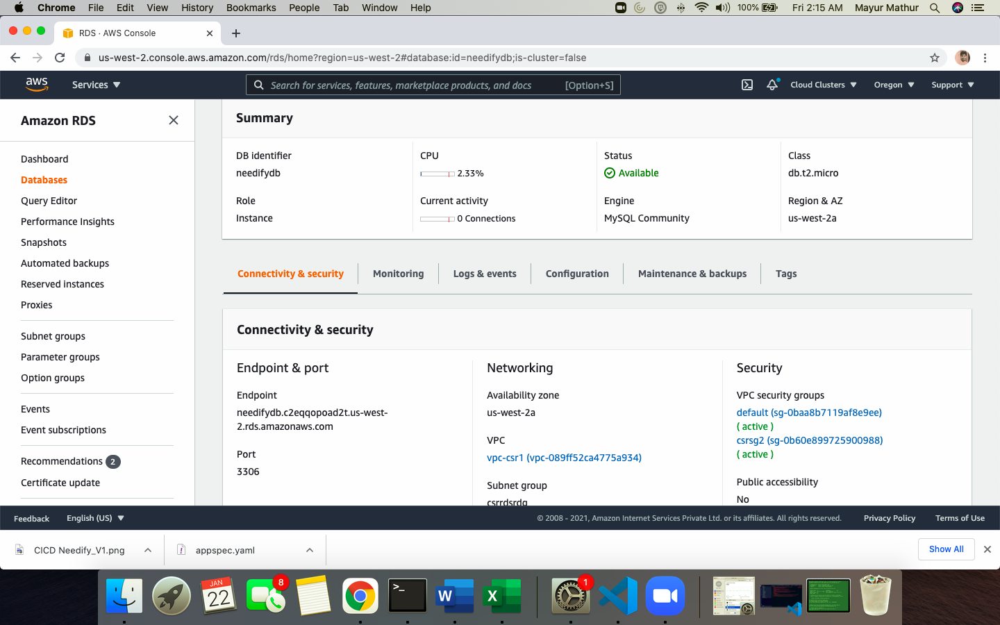 Chrome File Edit View History Bookmarks People Tab Window Help
100% Fri 2:15 AM Mayur Mathur
RDS · AWS Console
us-west-2.console.aws.amazon.com/rds/home?region=us-west-2#database:id=needifydb;is-cluster=false
aws Services Search for services, features, marketplace products, and docs [Option+S] Cloud Clusters Oregon Support
Amazon RDS
Dashboard
Databases
Query Editor
Performance Insights
Snapshots
Automated backups
Reserved instances
Proxies
Subnet groups
Parameter groups
Option groups
Events
Event subscriptions
Recommendations 2
Certificate update
Summary
DB identifier
needifydb
Role
Instance
CPU
2.33%
Current activity
0 Connections
Status
Available
Engine
MySQL Community
Class
db.t2.micro
Region & AZ
us-west-2a
Connectivity & security Monitoring Logs & events Configuration Maintenance & backups Tags
Connectivity & security
Endpoint & port
Endpoint
needifydb.c2eqqopoad2t.us-west-
2.rds.amazonaws.com
Port
3306
Networking
Availability zone
us-west-2a
VPC
vpc-csr1 (vpc-089ff52ca4775a934)
Subnet group
csrrdsrdg
Security
VPC security groups
default (sg-0baa8b7119af8e9ee)
( active )
csrsg2 (sg-0b60e899725900988)
( active )
Public accessibility
No
Feedback English (US) © 2008 - 2021, Amazon Internet Services Private Ltd. or its affiliates. All rights reserved. Privacy Policy Terms of Use
CICD Needify_V1.png appspec.yaml Show All
JAN
22
8
>_
W
X
1